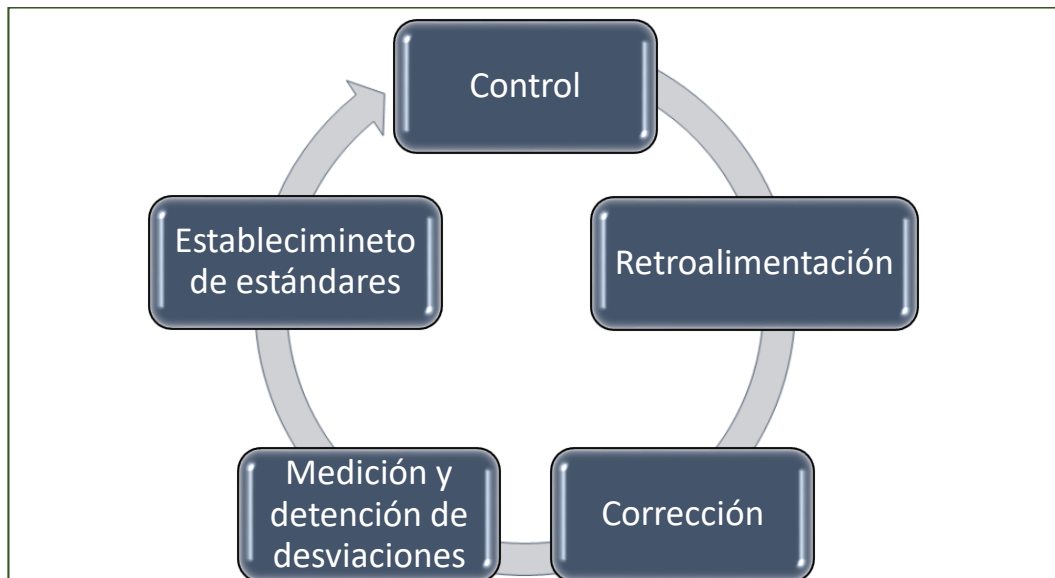 Control
Retroalimentación
Corrección
Medición y
detención de
desviaciones
Establecimineto
de estándares